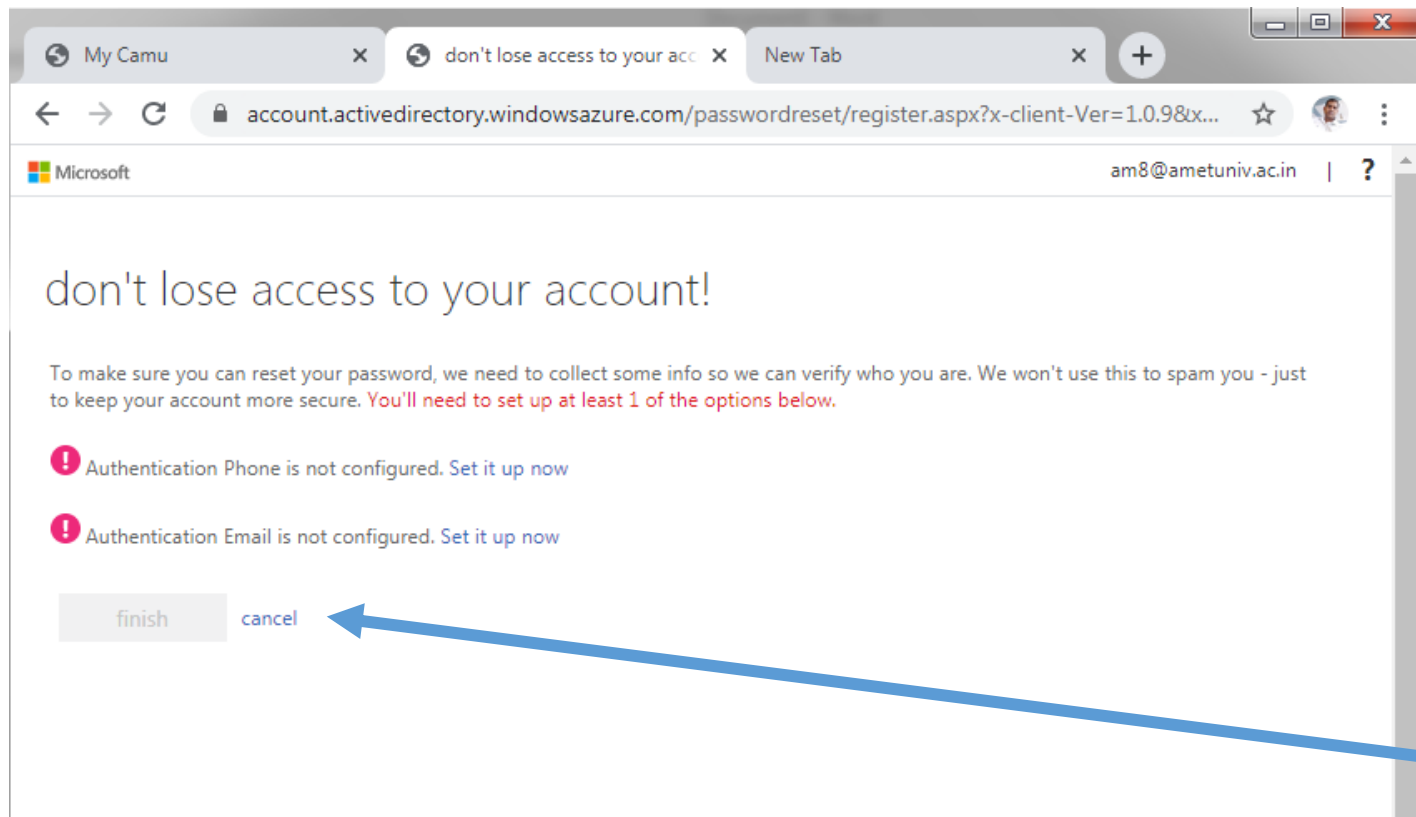 My Camu
don't lose access to your acc
New Tab
account.activedirectory.windowsazure.com/passwordreset/register.aspx?x-client-Ver=1.0.9&x...
Microsoft
am8@ametuniv.ac.in | ?
don't lose access to your account!
To make sure you can reset your password, we need to collect some info so we can verify who you are. We won't use this to spam you - just
to keep your account more secure. You'll need to set up at least 1 of the options below.
! Authentication Phone is not configured. Set it up now
! Authentication Email is not configured. Set it up now
finish cancel